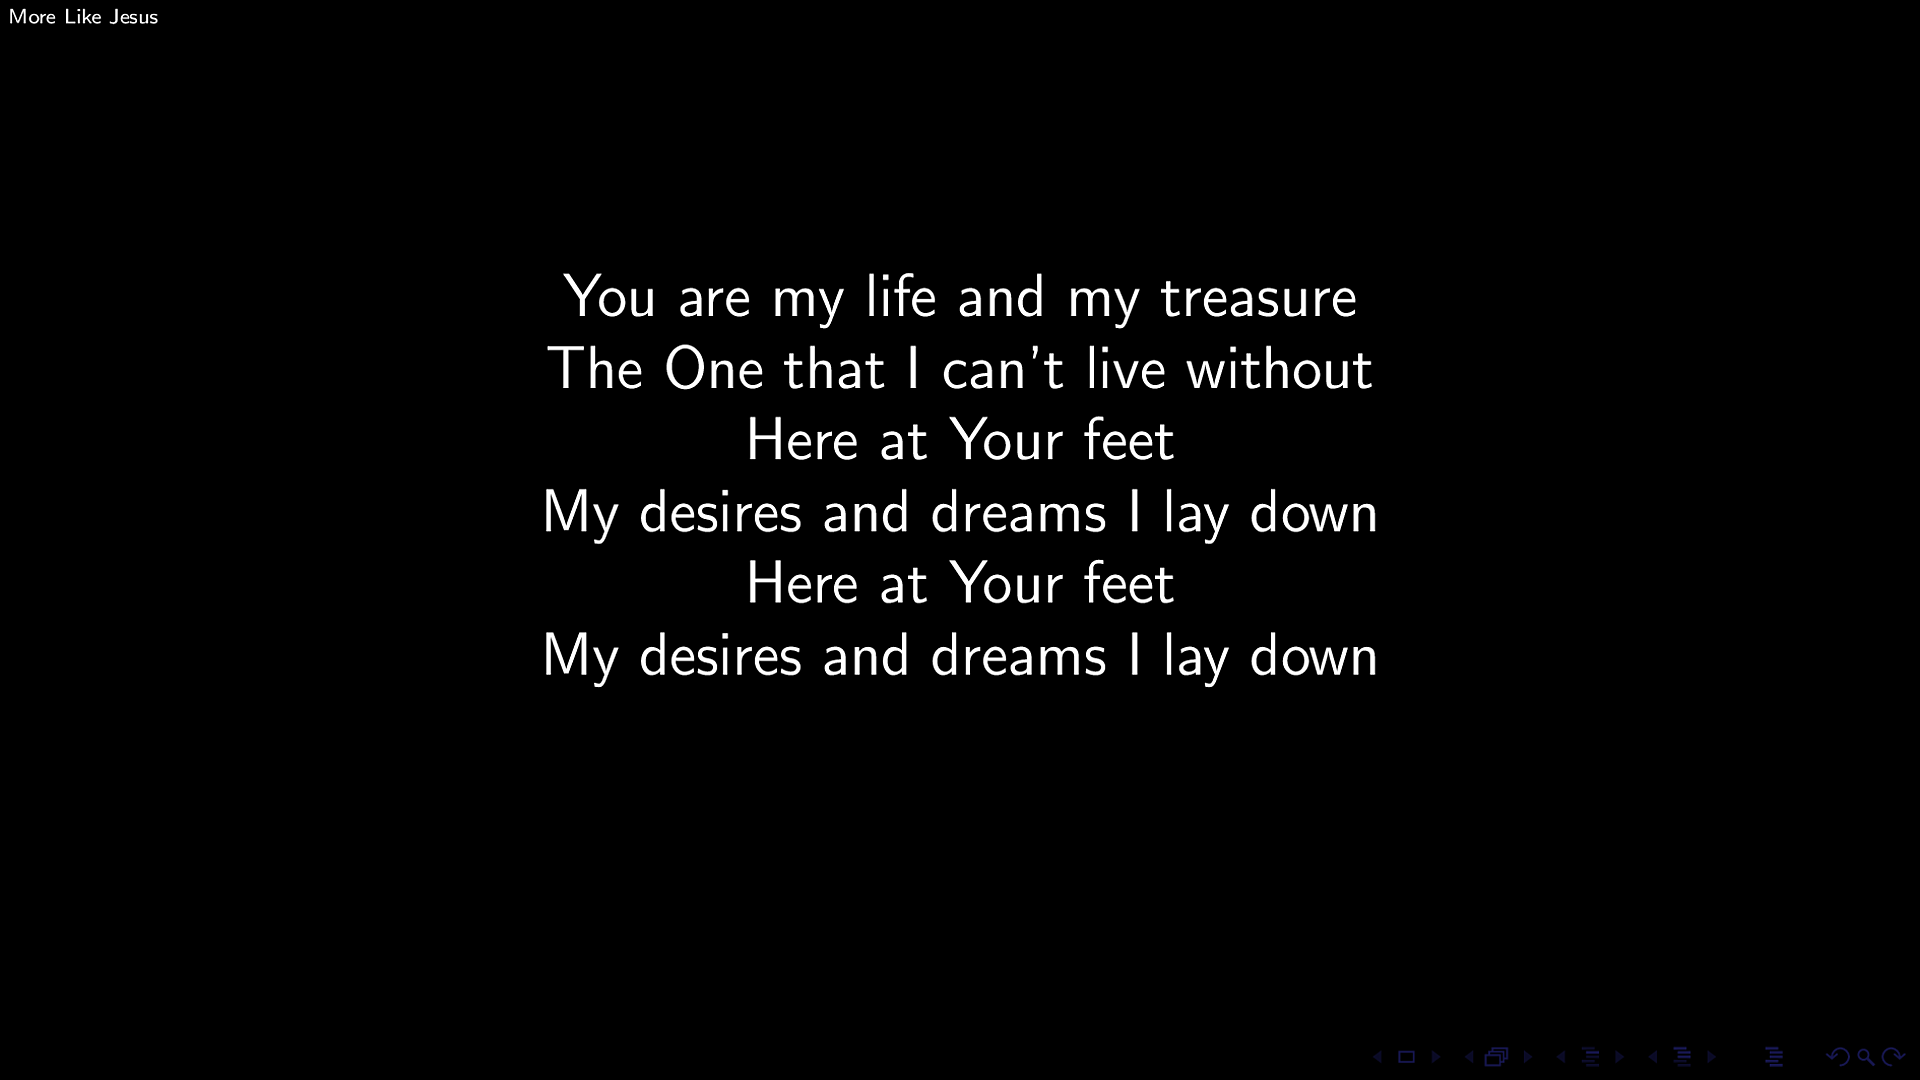 More Like Jesus
You are my life and my treasure
The One that I can't live without
Here at Your feet
My desires and dreams I lay down
Here at Your feet
My desires and dreams I lay down